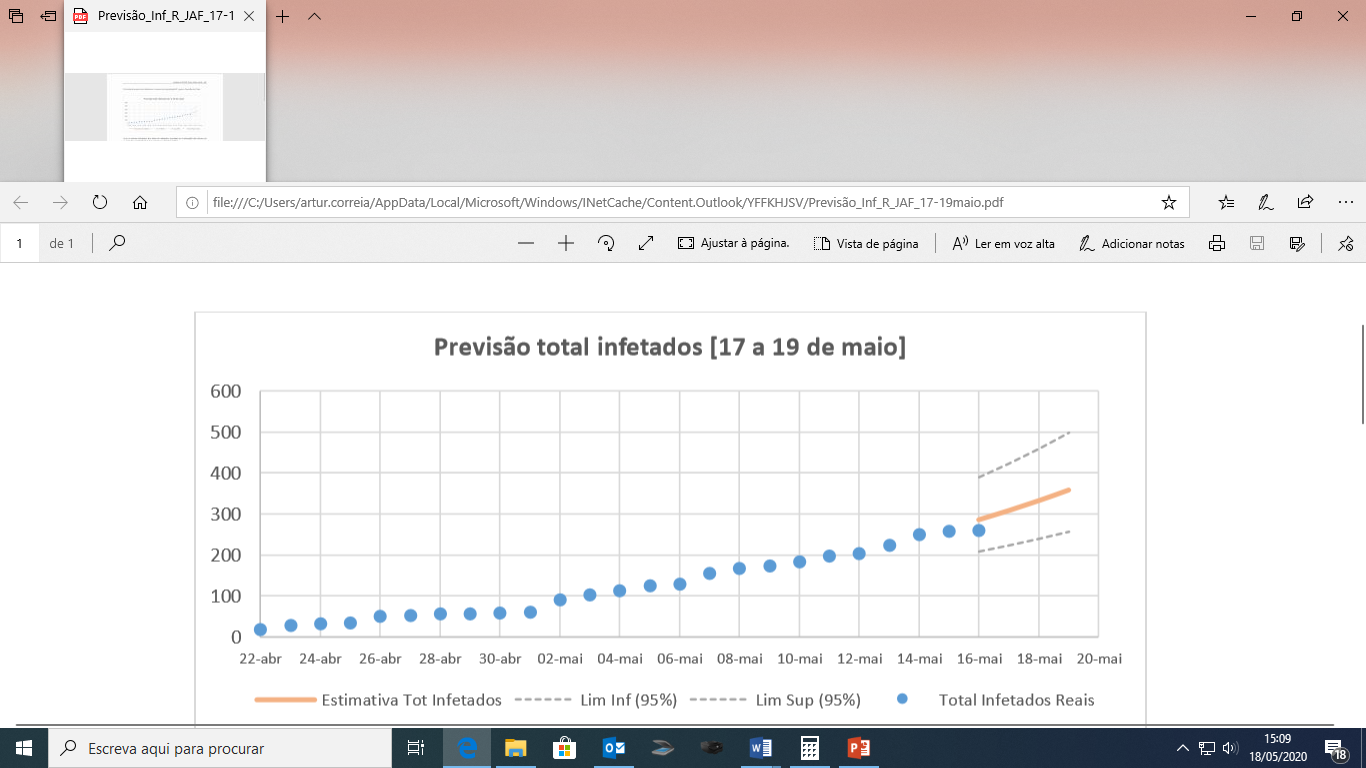 Previsão_Inf_R_JAF_17-1
file:///C:/Users/artur.correia/AppData/Local/Microsoft/Windows/INetCache/Content.Outlook/YFFKHJSV/Previsão_Inf_R_JAF_17-19maio.pdf
1 de 1 Ajustar à página. Vista de página Ler em voz alta Adicionar notas
Previsão total infetados [17 a 19 de maio]
600
500
400
300
200
100
0
22-abr 24-abr 26-abr 28-abr 30-abr 02-mai 04-mai 06-mai 08-mai 10-mai 12-mai 14-mai 16-mai 18-mai 20-mai
Estimativa Tot Infetados Lim Inf (95%) Lim Sup (95%) Total Infetados Reais
Escreva aqui para procurar
15:09
18/05/2020
18